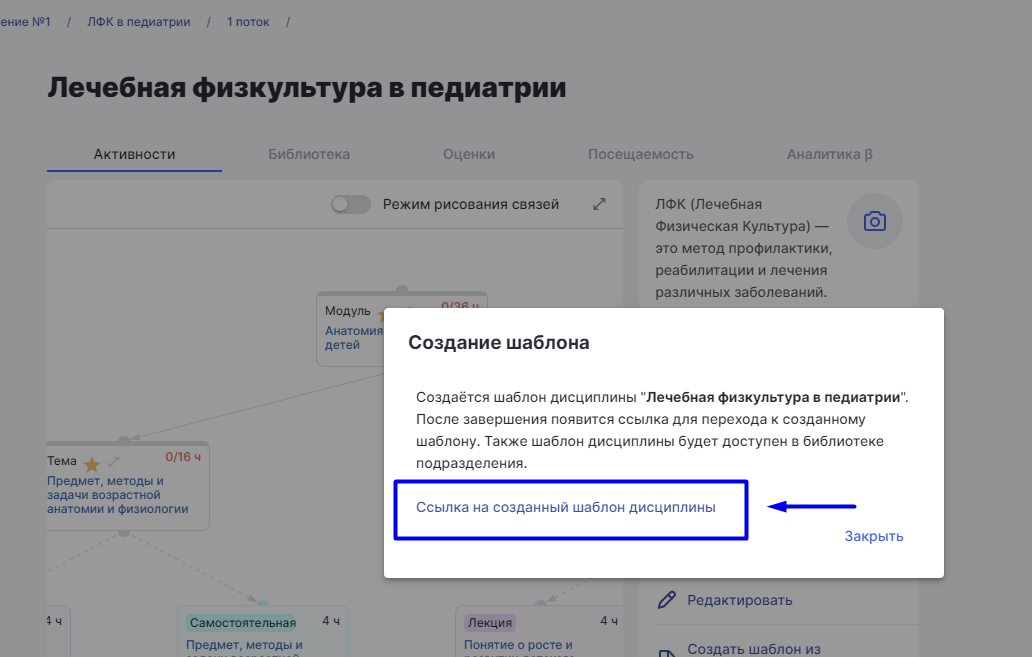 ение №1 / ЛФК в педиатрии / 1 поток /
Лечебная физкультура в педиатрии
Активности Библиотека Оценки Посещаемость Аналитика β
Режим рисования связей
ЛФК (Лечебная
Физическая Культура) —
это метод профилактики,
реабилитации и лечения
различных заболеваний.
Модуль 0/36 ч
Анатомия
детей
Создание шаблона
Создаётся шаблон дисциплины "Лечебная физкультура в педиатрии".
После завершения появится ссылка для перехода к созданному
шаблону. Также шаблон дисциплины будет доступен в библиотеке
подразделения.
Ссылка на созданный шаблон дисциплины
Закрыть
Тема 0/16 ч
Предмет, методы и
задачи возрастной
анатомии и физиологии
4 ч
Самостоятельная 4 ч
Предмет, методы и
задачи возрастной
Лекция 4 ч
Понятие о росте и
развитии детского
Редактировать
Создать шаблон из